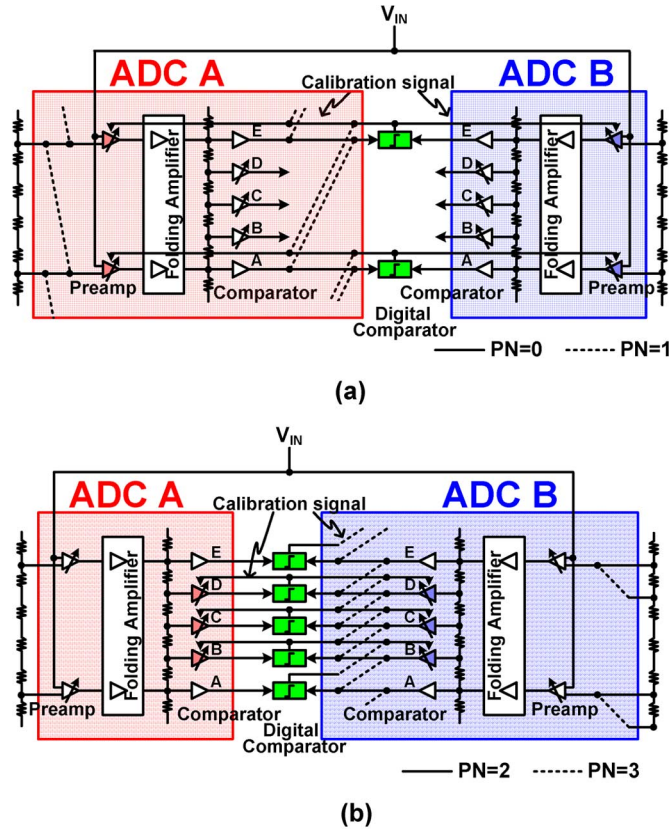 V_IN
ADC A
ADC B
Calibration signal
E
E
D
D
Folding Amplifier
C
C
Folding Amplifier
B
B
A
A
Preamp
Comparator
Comparator
Preamp
Digital
Comparator
PN=0
PN=1
(a)
V_IN
ADC A
ADC B
Calibration signal
E
E
D
D
Folding Amplifier
C
C
Folding Amplifier
B
B
A
A
Preamp
Comparator
Comparator
Preamp
Digital
Comparator
PN=2
PN=3
(b)